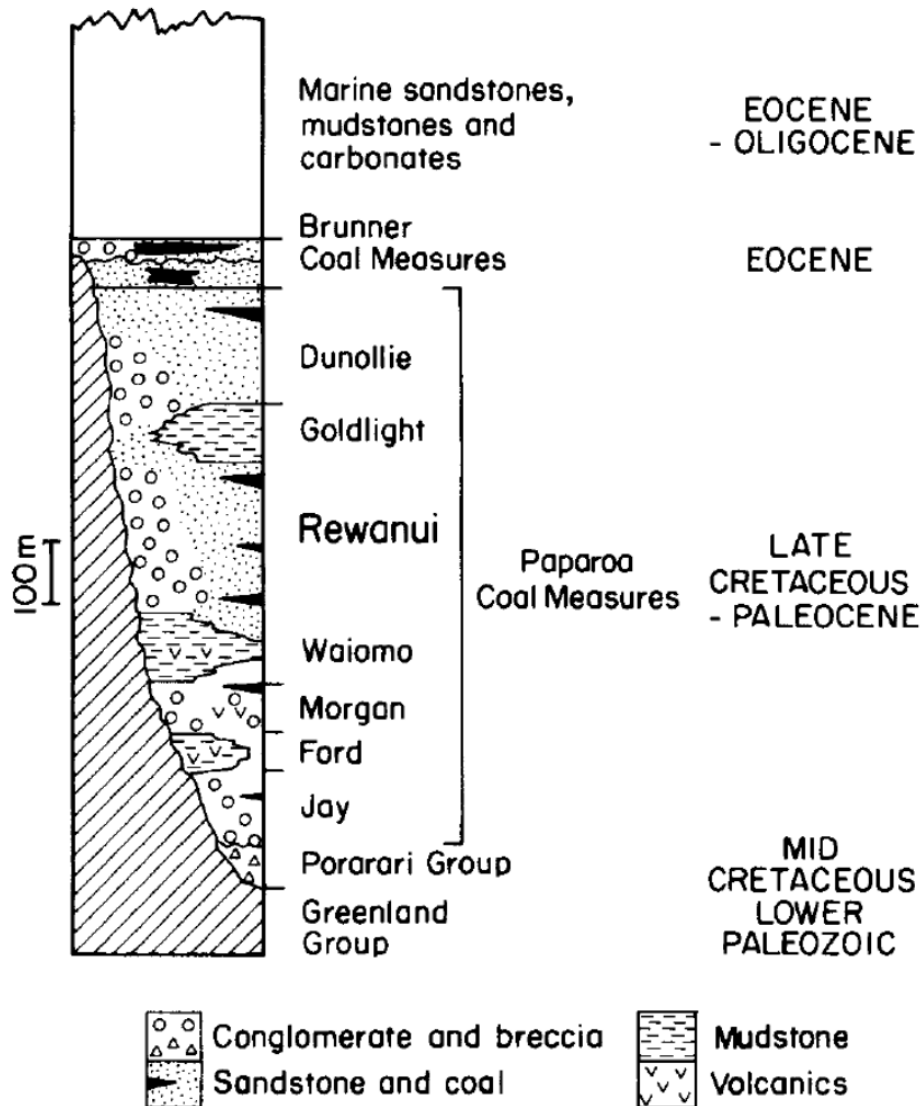 Marine sandstones,
mudstones and
carbonates
EOCENE
- OLIGOCENE
Brunner
Coal Measures
EOCENE
Dunollie
Goldlight
Rewanui
Waiomo
Morgan
Ford
Jay
Paparoa
Coal Measures
LATE
CRETACEOUS
- PALEOCENE
100m
Pororari Group
MID
CRETACEOUS
Greenland
Group
LOWER
PALEOZOIC
Conglomerate and breccia
Sandstone and coal
Mudstone
Volcanics